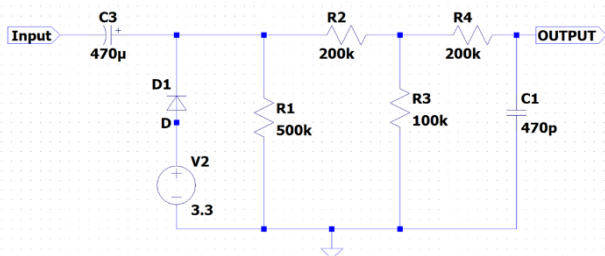 C3
R2
R4
Input
+
OUTPUT
470µ
200k
200k
D1
R1
R3
C1
D
500k
100k
470p
V2
+
−
3.3